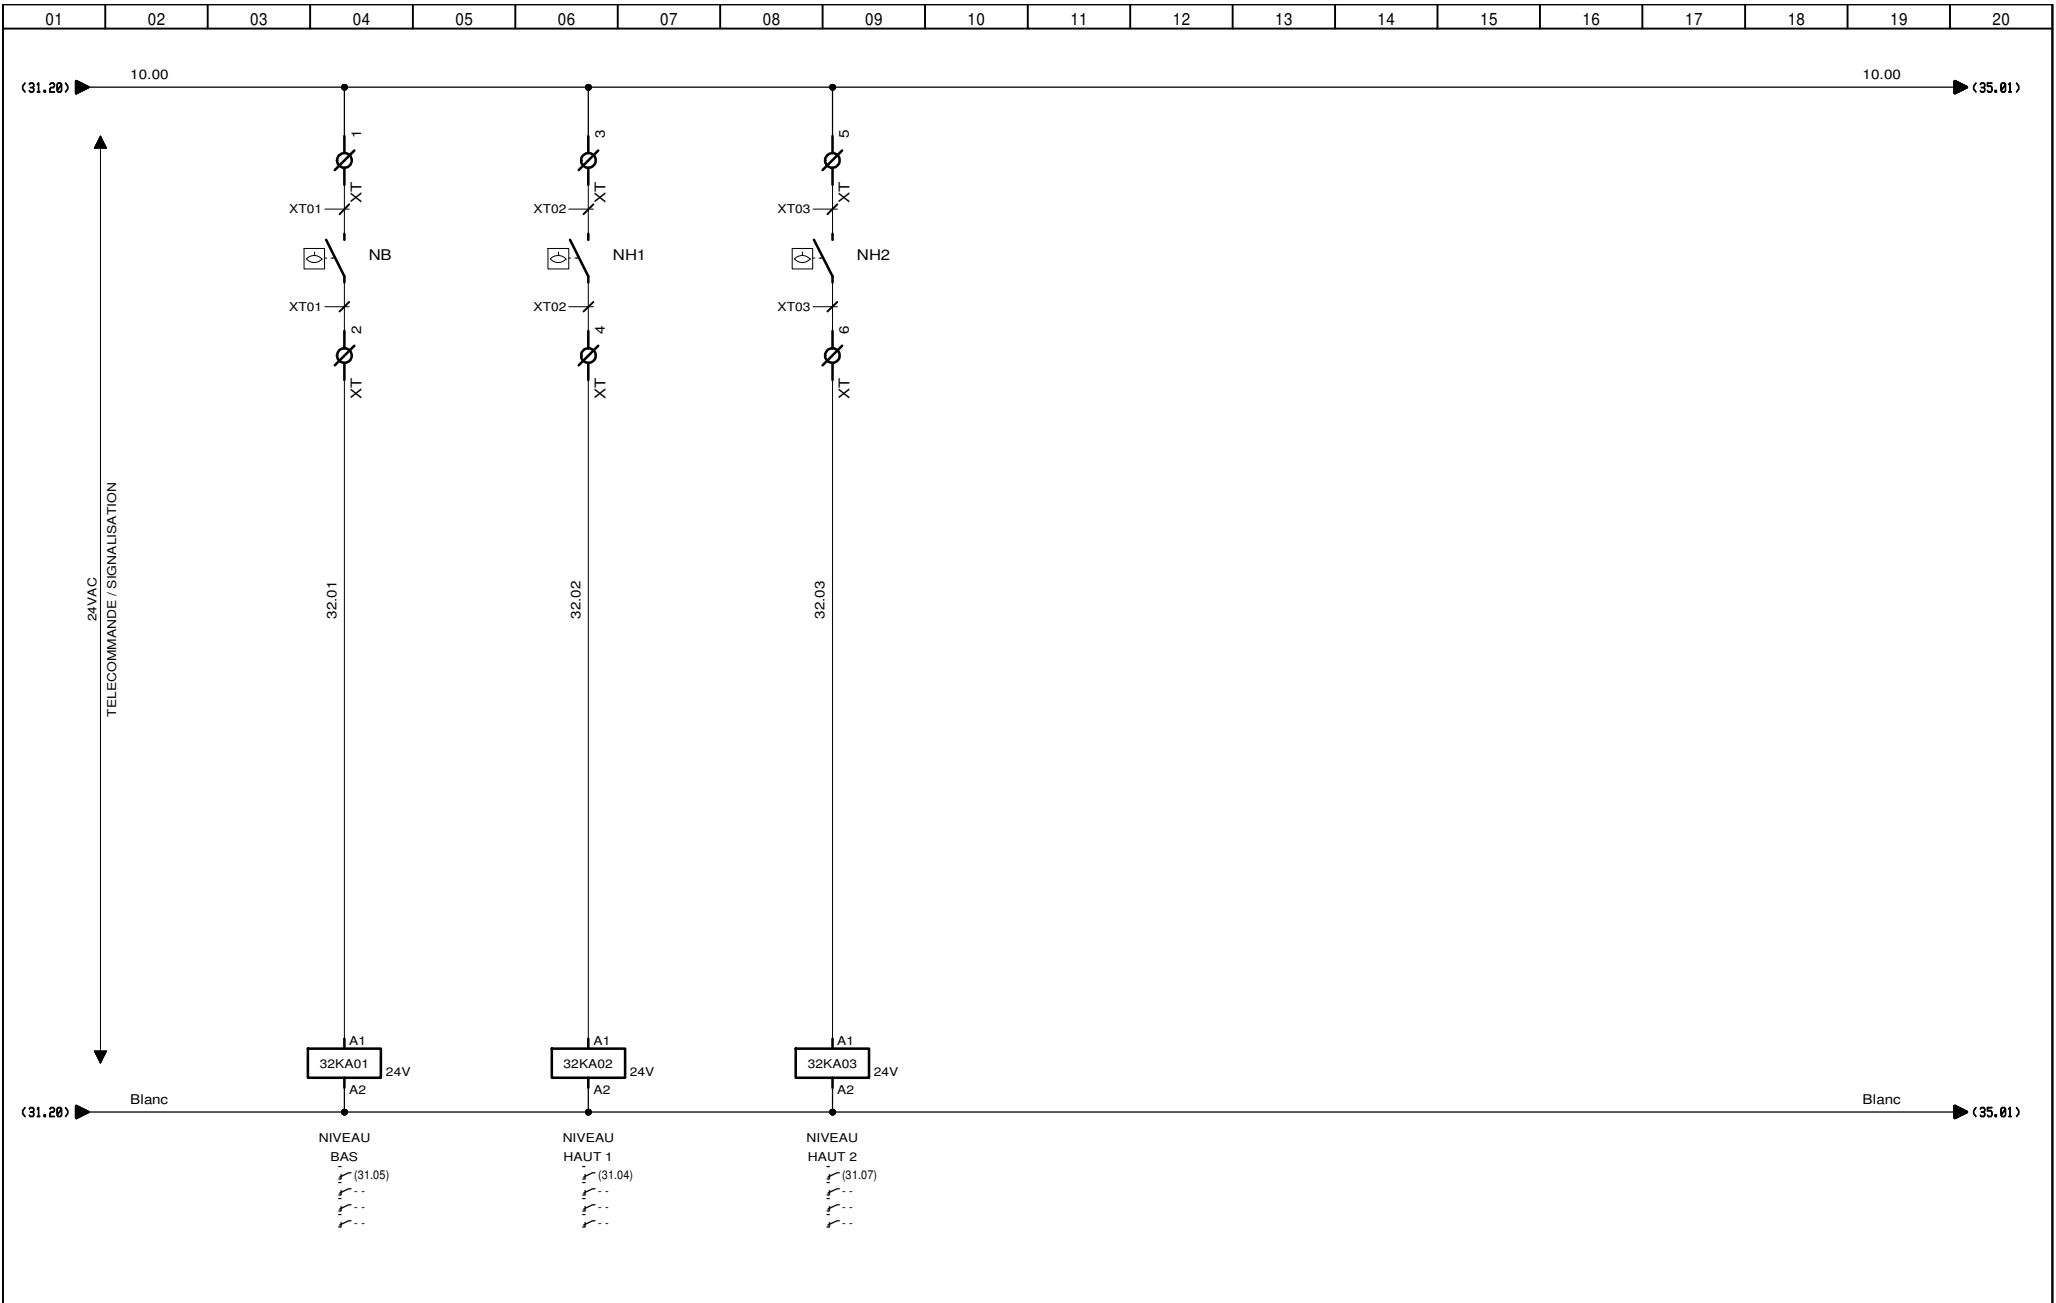 01 02 03 04 05 06 07 08 09 10 11 12 13 14 15 16 17 18 19 20
10.00 10.00
(31.20) (35.01)
1 3 5
XT XT XT
XT01 XT02 XT03
NB NH1 NH2
XT01 XT02 XT03
2 4 6
XT XT XT
24VAC
TELECOMMANDE / SIGNALISATION
32.01 32.02 32.03
A1 A1 A1
32KA01 24V 32KA02 24V 32KA03 24V
A2 A2 A2
Blanc Blanc
(31.20) (35.01)
NIVEAU NIVEAU NIVEAU
BAS HAUT 1 HAUT 2
(31.05) (31.04) (31.07)
-- -- --
-- -- --
-- -- --